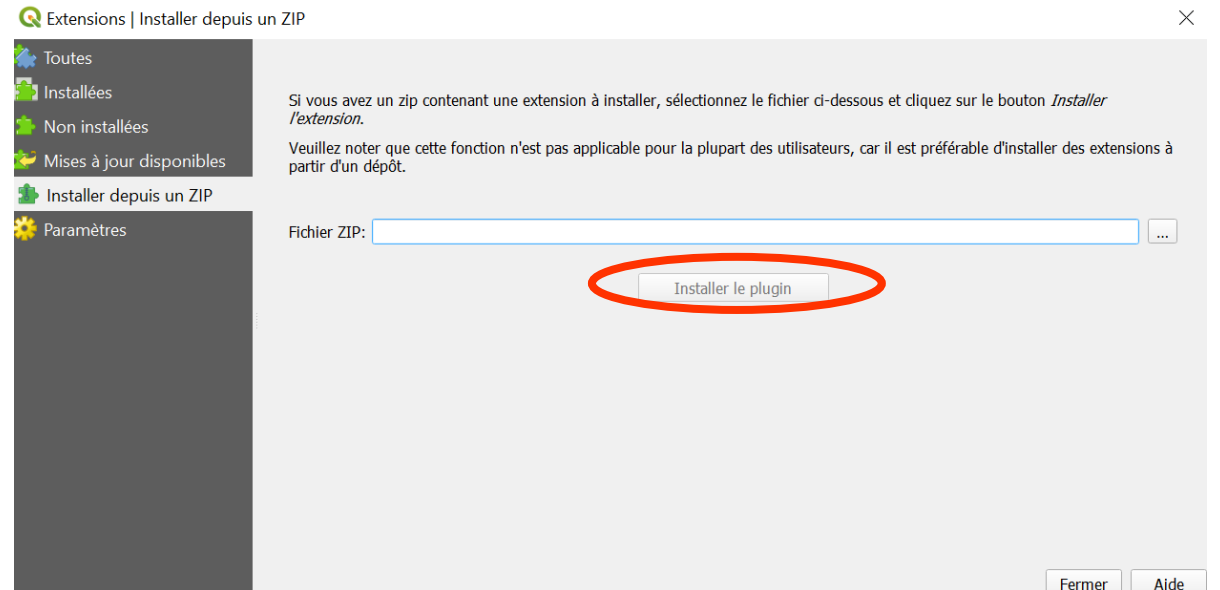 Extensions | Installer depuis un ZIP
Toutes
Installées
Non installées
Mises à jour disponibles
Installer depuis un ZIP
Paramètres
Si vous avez un zip contenant une extension à installer, sélectionnez le fichier ci-dessous et cliquez sur le bouton Installer
l'extension.
Veuillez noter que cette fonction n'est pas applicable pour la plupart des utilisateurs, car il est préférable d'installer des extensions à
partir d'un dépôt.
Fichier ZIP:
...
Installer le plugin
Fermer
Aide